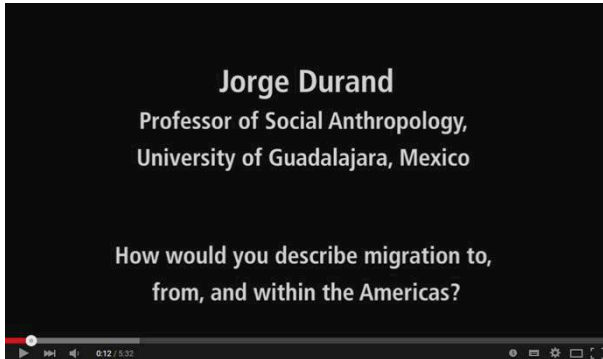 Jorge Durand
Professor of Social Anthropology,
University of Guadalajara, Mexico
How would you describe migration to,
from, and within the Americas?
0:12 / 5:32